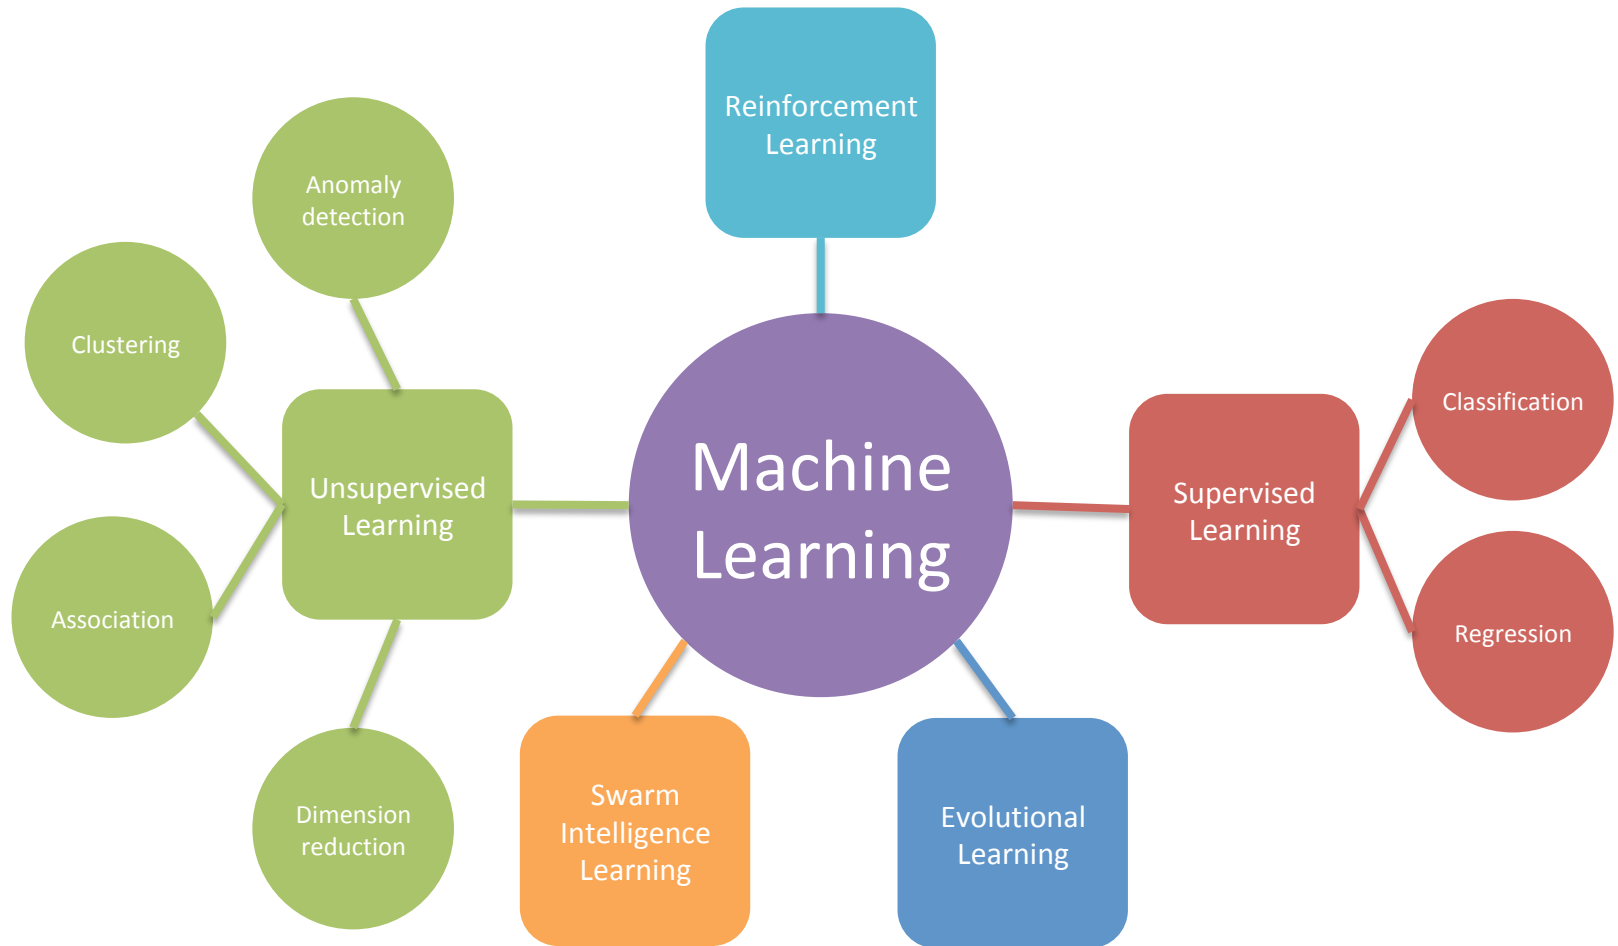 Reinforcement
Learning
Anomaly
detection
Clustering
Classification
Machine
Learning
Unsupervised
Learning
Supervised
Learning
Association
Regression
Swarm
Intelligence
Learning
Evolutional
Learning
Dimension
reduction